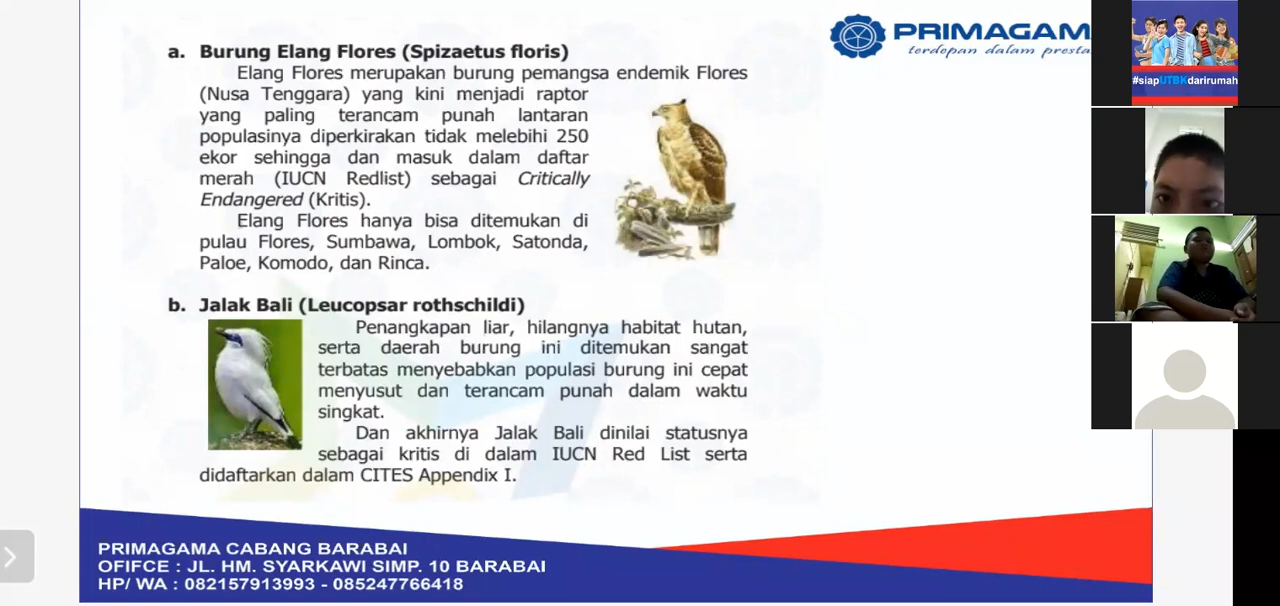 PRIMAGAM
terdepan dalam presta
#siapUTBKdarirumah
a. Burung Elang Flores (Spizaetus floris)
Elang Flores merupakan burung pemangsa endemik Flores
(Nusa Tenggara) yang kini menjadi raptor
yang paling terancam punah lantaran
populasinya diperkirakan tidak melebihi 250
ekor sehingga dan masuk dalam daftar
merah (IUCN Redlist) sebagai Critically
Endangered (Kritis).
Elang Flores hanya bisa ditemukan di
pulau Flores, Sumbawa, Lombok, Satonda,
Paloe, Komodo, dan Rinca.
b. Jalak Bali (Leucopsar rothschildi)
Penangkapan liar, hilangnya habitat hutan,
serta daerah burung ini ditemukan sangat
terbatas menyebabkan populasi burung ini cepat
menyusut dan terancam punah dalam waktu
singkat.
Dan akhirnya Jalak Bali dinilai statusnya
sebagai kritis di dalam IUCN Red List serta
didaftarkan dalam CITES Appendix I.
PRIMAGAMA CABANG BARABAI
OFIFCE : JL. HM. SYARKAWI SIMP. 10 BARABAI
HP/ WA : 082157913993 - 085247766418